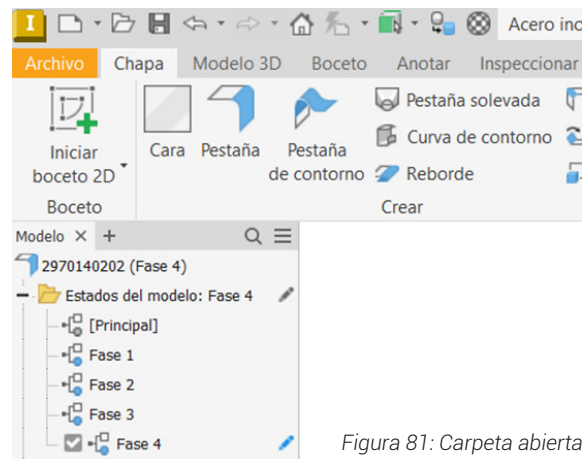 I Acero inc
Archivo Chapa Modelo 3D Boceto Anotar Inspeccionar
Iniciar
boceto 2D
Cara
Pestaña
Pestaña
de contorno
Pestaña solevada
Curva de contorno
Reborde
Boceto
Crear
Modelo × +
2970140202 (Fase 4)
Estados del modelo: Fase 4
[Principal]
Fase 1
Fase 2
Fase 3
Fase 4
Figura 81: Carpeta abierta